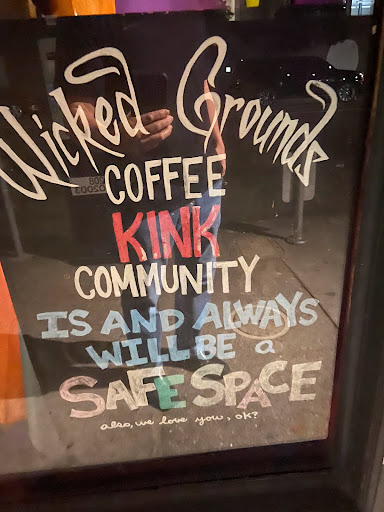 Wicked Grounds
COFFEE
KINK
COMMUNITY
IS AND ALWAYS
WILL BE a
SAFE SPACE
also, we love you, ok?